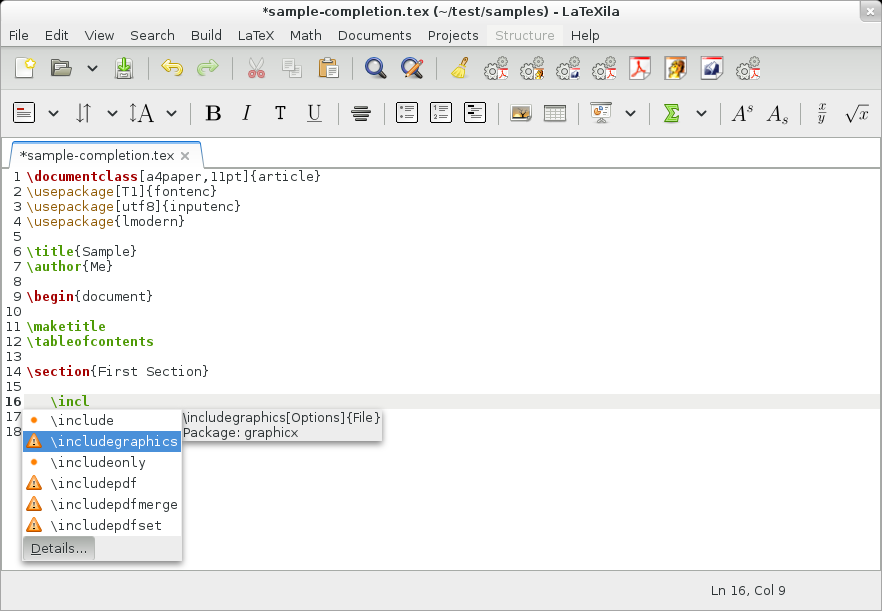 *sample-completion.tex (~/test/samples) - LaTeXila
File Edit View Search Build LaTeX Math Documents Projects Structure Help
A B I T U Σ Aˢ Aₛ x/y √x
*sample-completion.tex
1 \documentclass[a4paper,11pt]{article}
2 \usepackage[T1]{fontenc}
3 \usepackage[utf8]{inputenc}
4 \usepackage{lmodern}
5
6 \title{Sample}
7 \author{Me}
8
9 \begin{document}
10
11 \maketitle
12 \tableofcontents
13
14 \section{First Section}
15
16 \incl
17
18
\include
\includegraphics
\includeonly
\includepdf
\includepdfmerge
\includepdfset
Details...
\includegraphics[Options]{File}
Package: graphicx
Ln 16, Col 9